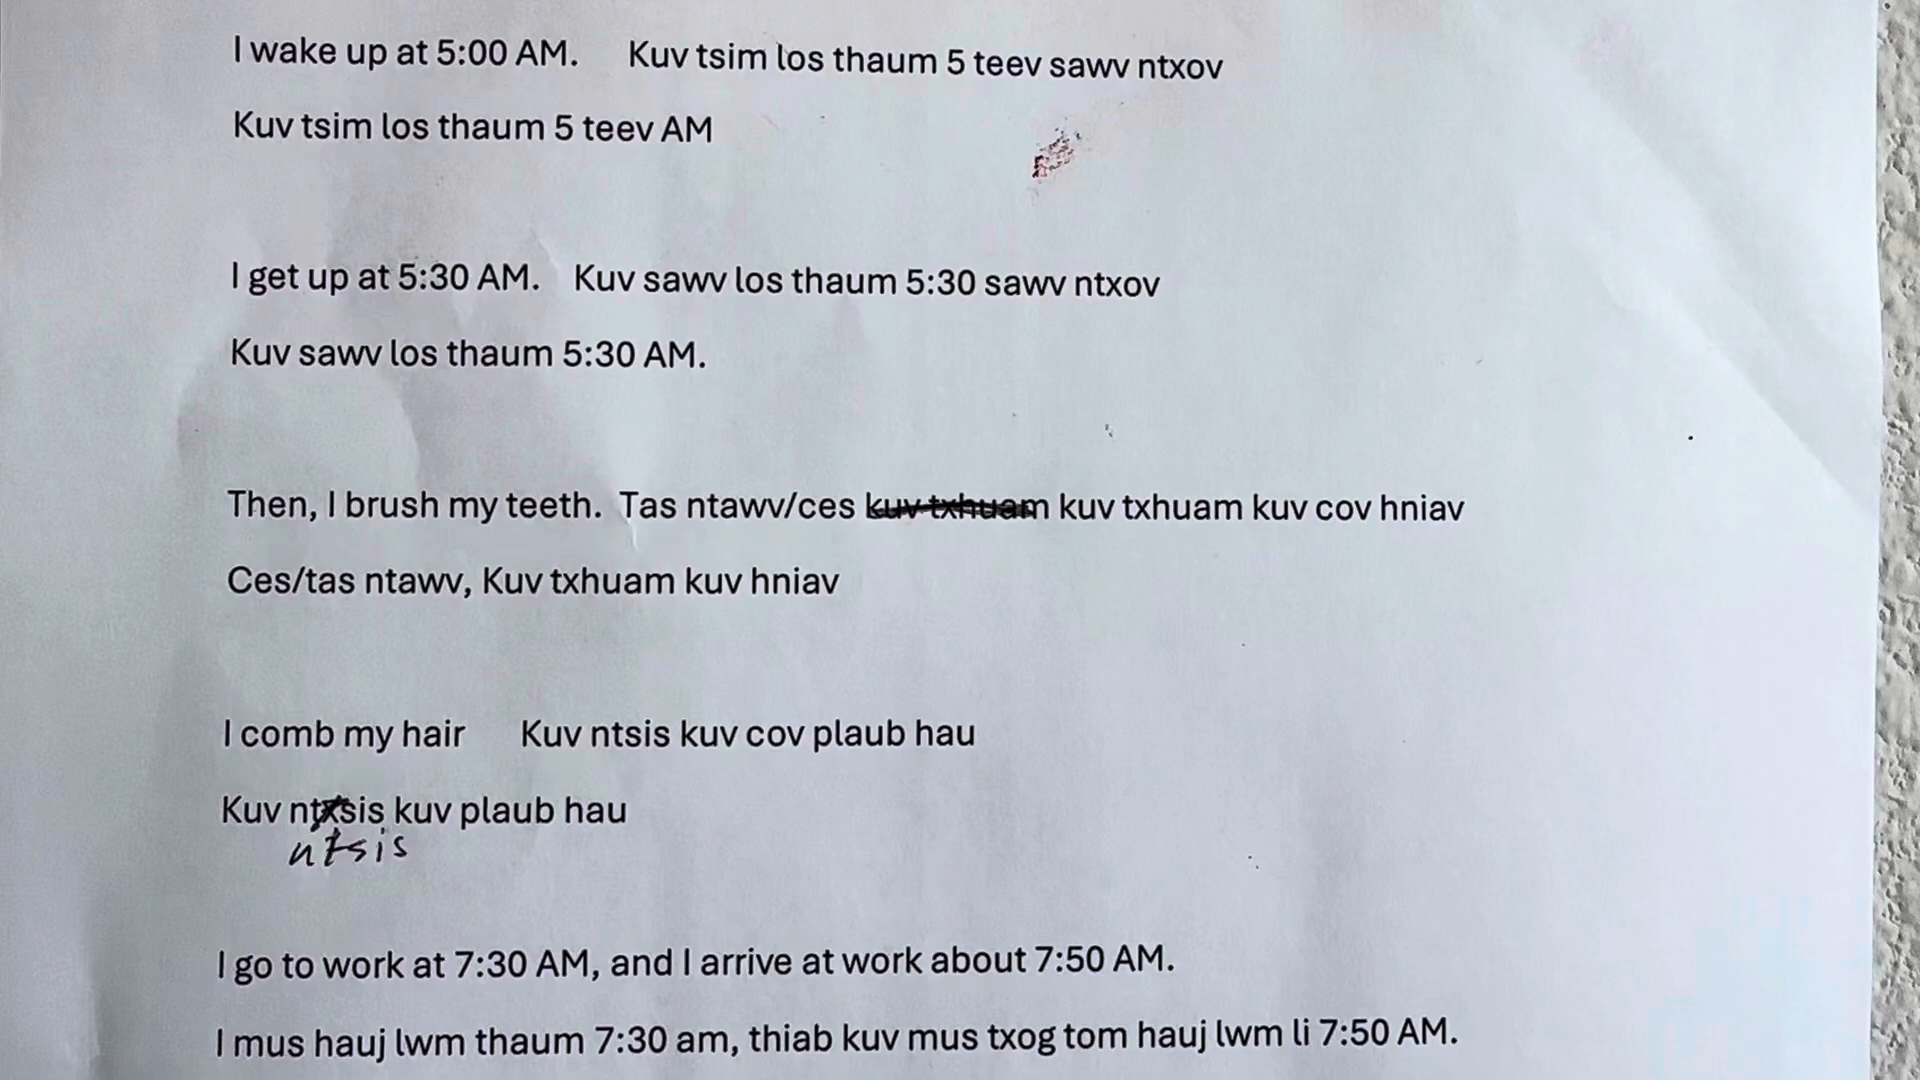 I wake up at 5:00 AM. Kuv tsim los thaum 5 teev sawv ntxov
Kuv tsim los thaum 5 teev AM
I get up at 5:30 AM. Kuv sawv los thaum 5:30 sawv ntxov
Kuv sawv los thaum 5:30 AM.
Then, I brush my teeth. Tas ntawv/ces kuv txhuam kuv txhuam kuv cov hniav
Ces/tas ntawv, Kuv txhuam kuv hniav
I comb my hair Kuv ntsis kuv cov plaub hau
Kuv ntxsis kuv plaub hau
ntsis
I go to work at 7:30 AM, and I arrive at work about 7:50 AM.
I mus hauj lwm thaum 7:30 am, thiab kuv mus txog tom hauj lwm li 7:50 AM.